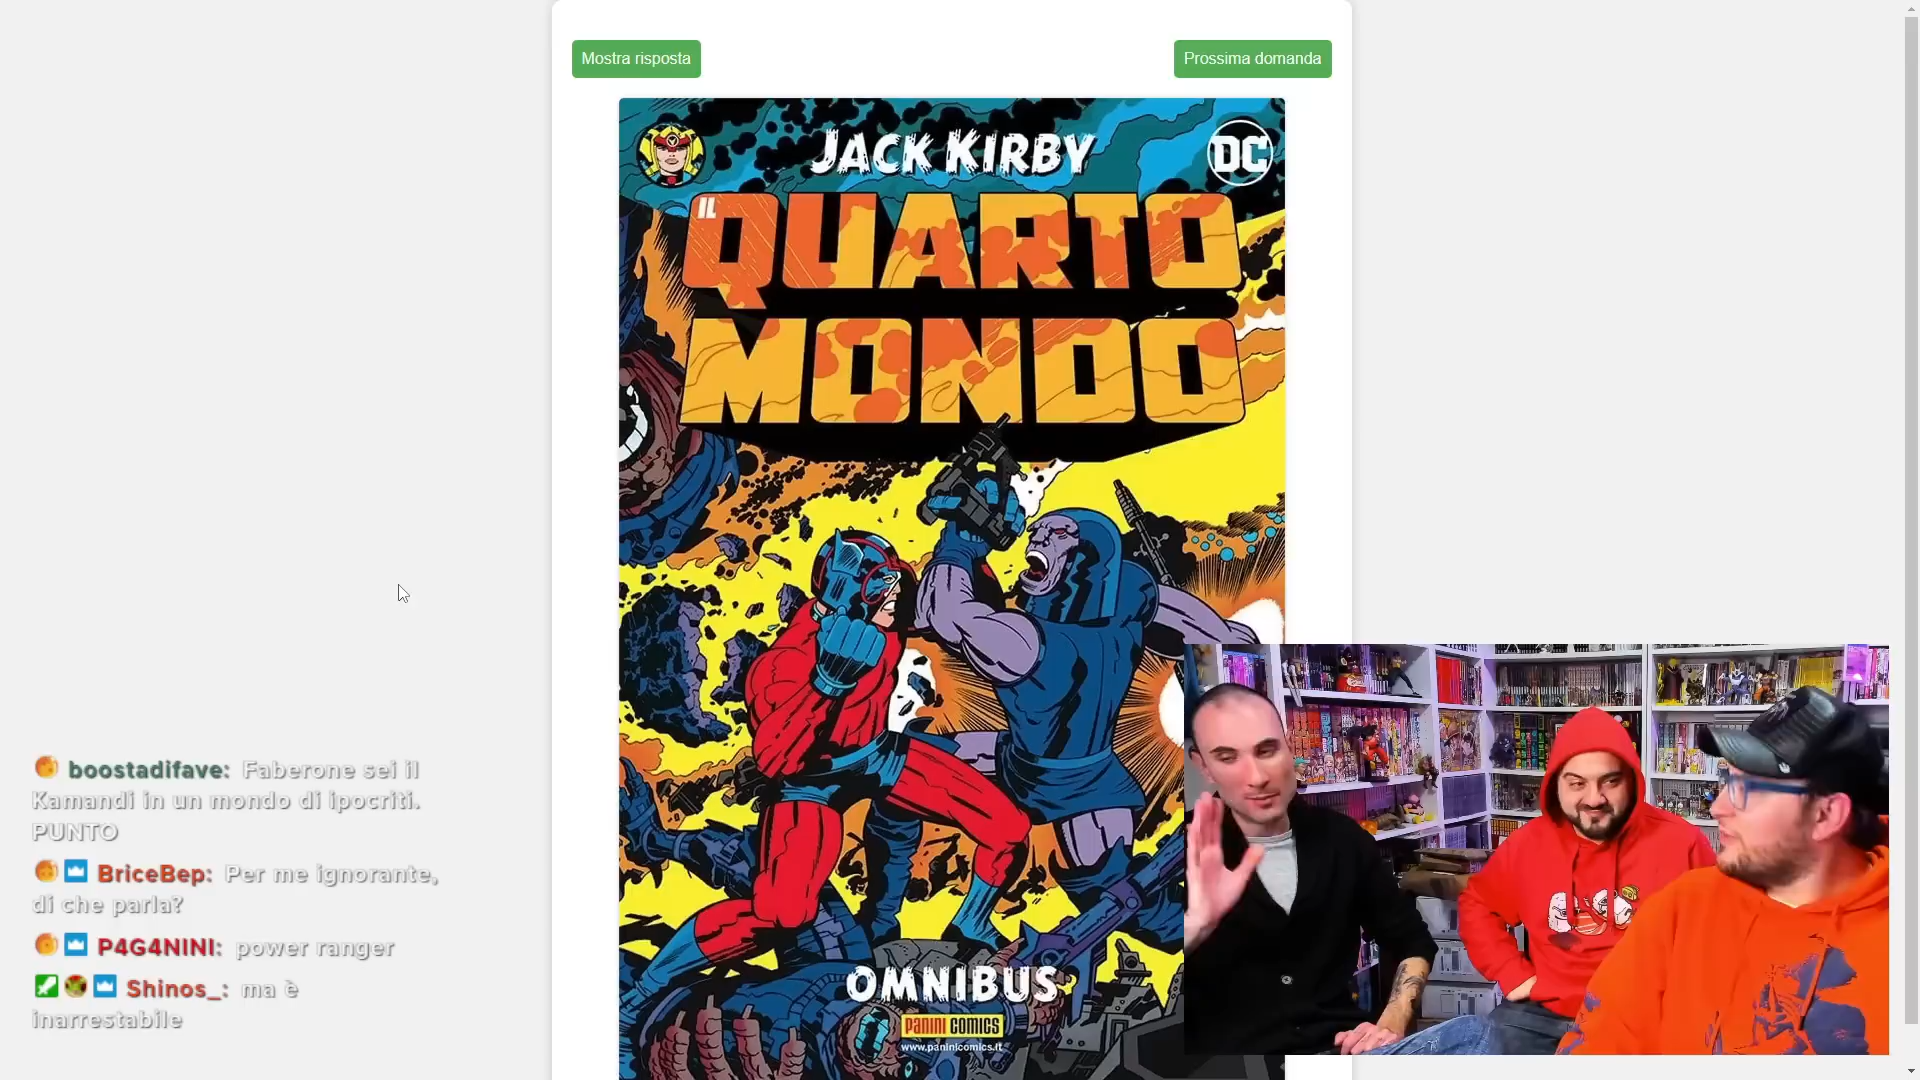 Mostra risposta
Prossima domanda
JACK KIRBY
DC
IL
QUARTO
MONDO
OMNIBUS
PANINI COMICS
www.paninicomics.it
boostadifave: Faberone sei il
Kamandi in un mondo di ipocriti.
PUNTO
BriceBep: Per me ignorante,
di che parla?
P4G4NINI: power ranger
Shinos_: ma è
inarrestabile